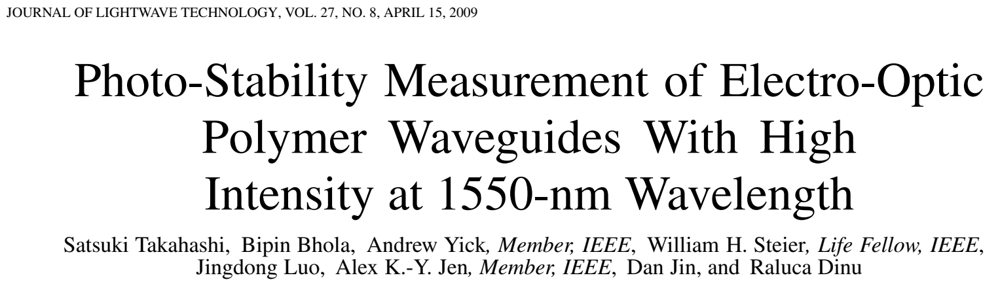 JOURNAL OF LIGHTWAVE TECHNOLOGY, VOL. 27, NO. 8, APRIL 15, 2009
Photo-Stability Measurement of Electro-Optic
Polymer Waveguides With High
Intensity at 1550-nm Wavelength
Satsuki Takahashi, Bipin Bhola, Andrew Yick, Member, IEEE, William H. Steier, Life Fellow, IEEE,
Jingdong Luo, Alex K.-Y. Jen, Member, IEEE, Dan Jin, and Raluca Dinu